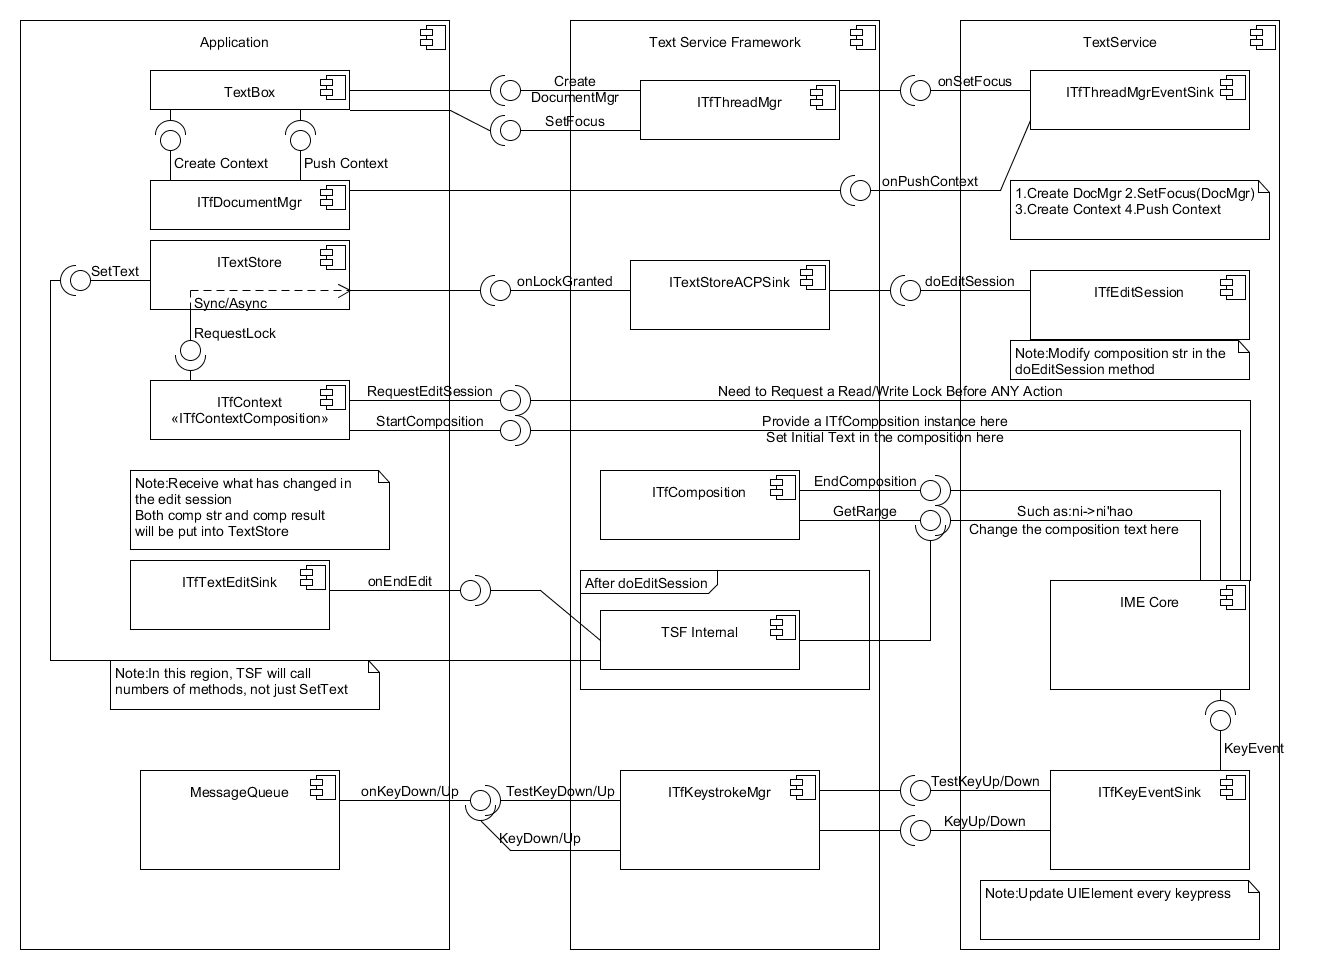 Application
Text Service Framework
TextService
TextBox
Create
DocumentMgr
SetFocus
ITfThreadMgr
onSetFocus
ITfThreadMgrEventSink
Create Context
Push Context
ITfDocumentMgr
onPushContext
1.Create DocMgr 2.SetFocus(DocMgr)
3.Create Context 4.Push Context
SetText
ITextStore
Sync/Async
RequestLock
onLockGranted
ITextStoreACPSink
doEditSession
ITfEditSession
Note:Modify composition str in the
doEditSession method
ITfContext
«ITfContextComposition»
RequestEditSession
Need to Request a Read/Write Lock Before ANY Action
StartComposition
Provide a ITfComposition instance here
Set Initial Text in the composition here
Note:Receive what has changed in
the edit session
Both comp str and comp result
will be put into TextStore
ITfComposition
EndComposition
GetRange
Such as:ni->ni'hao
Change the composition text here
ITfTextEditSink
onEndEdit
After doEditSession
TSF Internal
IME Core
Note:In this region, TSF will call
numbers of methods, not just SetText
KeyEvent
MessageQueue
onKeyDown/Up
TestKeyDown/Up
KeyDown/Up
ITfKeystrokeMgr
TestKeyUp/Down
KeyUp/Down
ITfKeyEventSink
Note:Update UIElement every keypress